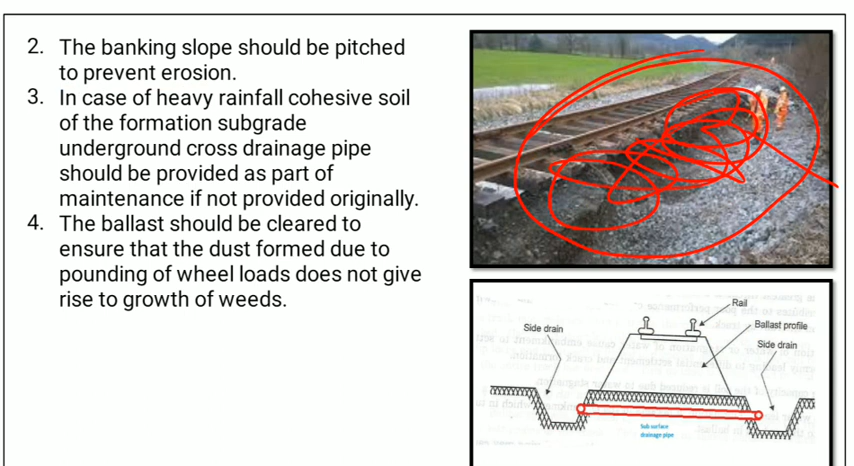 2. The banking slope should be pitched
to prevent erosion.
3. In case of heavy rainfall cohesive soil
of the formation subgrade
underground cross drainage pipe
should be provided as part of
maintenance if not provided originally.
4. The ballast should be cleared to
ensure that the dust formed due to
pounding of wheel loads does not give
rise to growth of weeds.
Rail
Side drain
Ballast profile
Side drain
Sub surface
drainage pipe